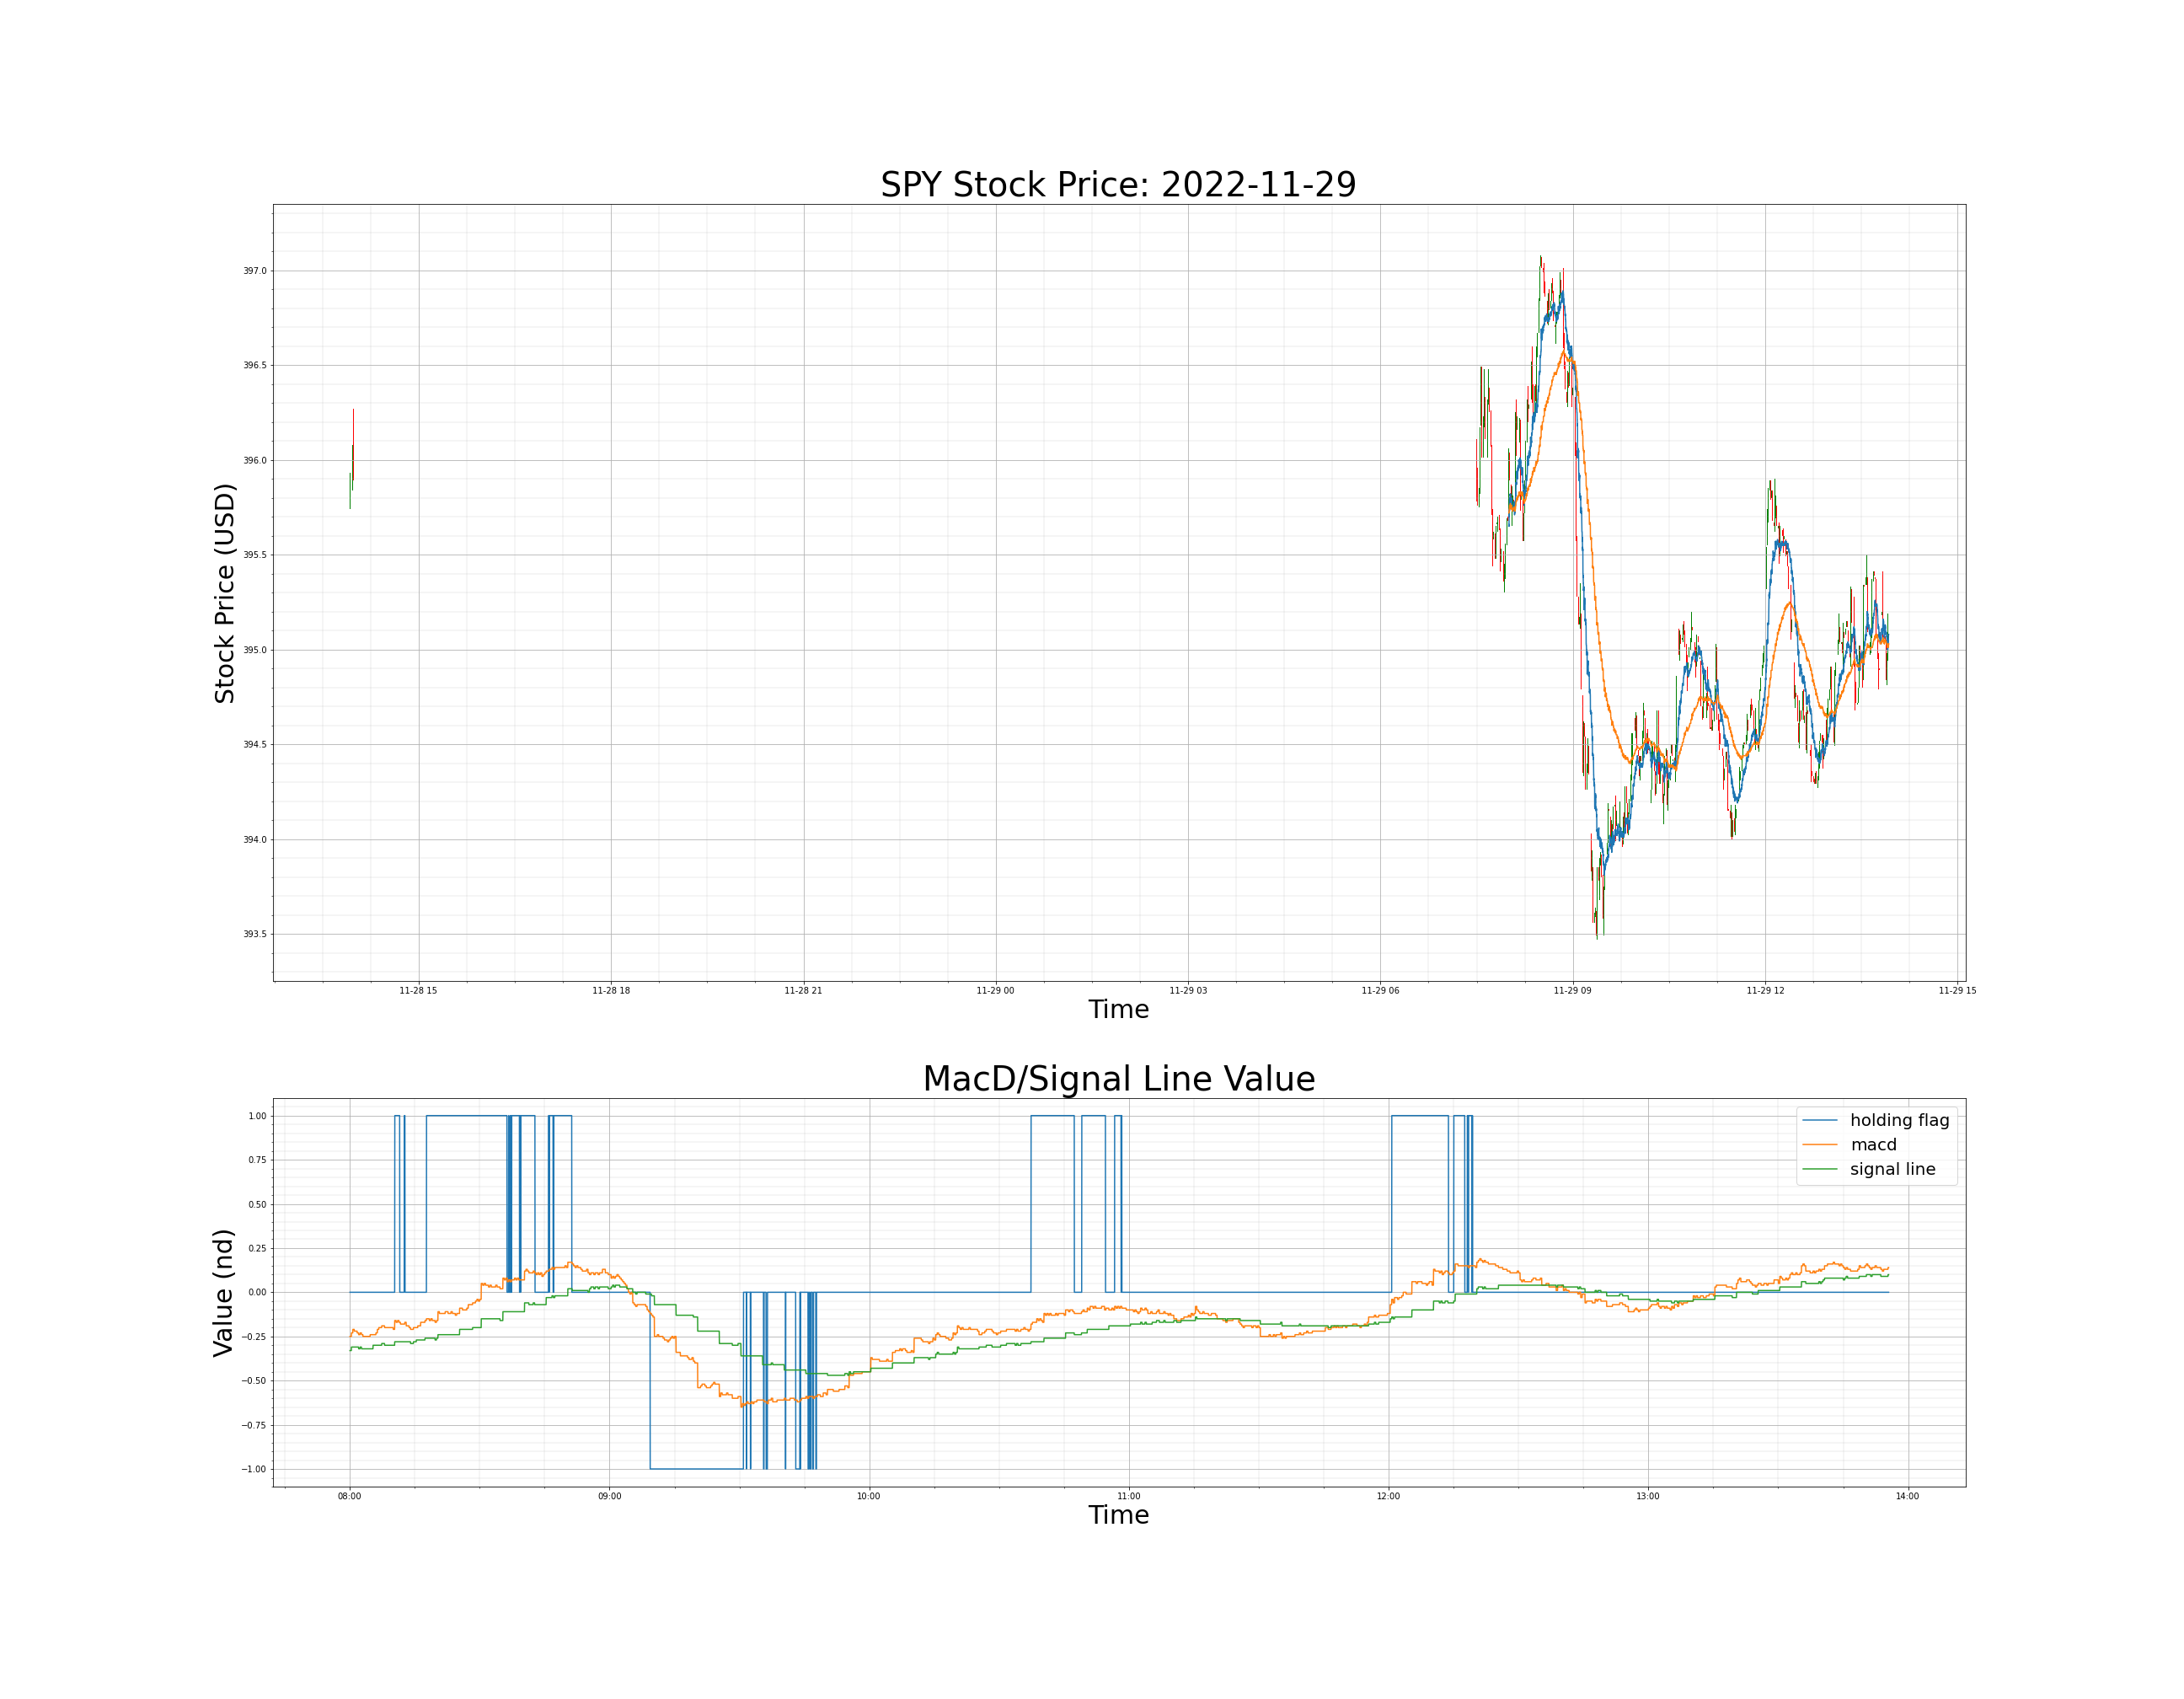 SPY Stock Price: 2022-11-29
397.0
396.5
396.0
395.5
395.0
394.5
394.0
393.5
Stock Price (USD)
11-28 15 11-28 18 11-28 21 11-29 00 11-29 03 11-29 06 11-29 09 11-29 12 11-29 15
Time
MacD/Signal Line Value
1.00
0.75
0.50
0.25
0.00
−0.25
−0.50
−0.75
−1.00
Value (nd)
holding flag
macd
signal line
08:00 09:00 10:00 11:00 12:00 13:00 14:00
Time